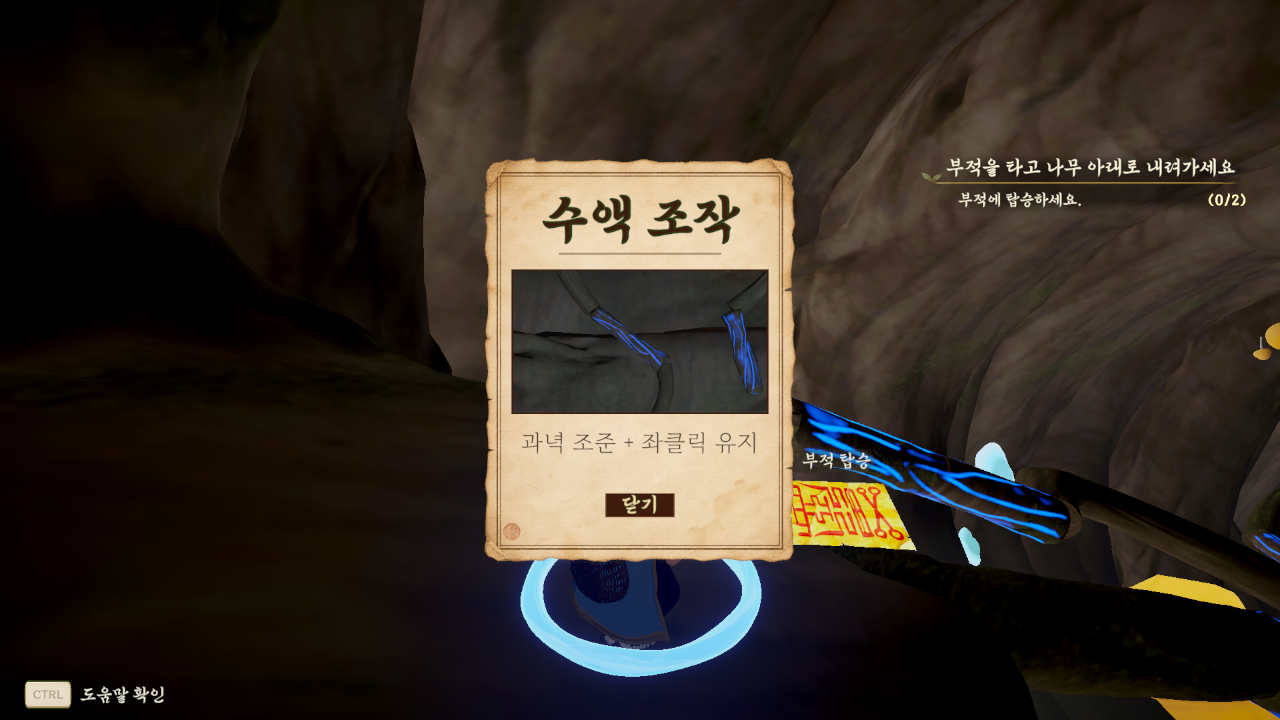 수액 조작
과녁 조준 + 좌클릭 유지
닫기
부적을 타고 나무 아래로 내려가세요
부적에 탑승하세요. (0/2)
부적 탑승
CTRL 도움말 확인